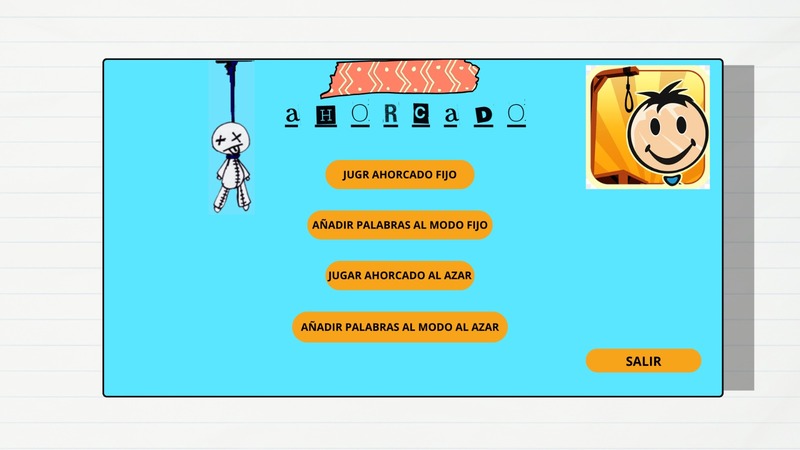 a H O R C a D O
JUGR AHORCADO FIJO
AÑADIR PALABRAS AL MODO FIJO
JUGAR AHORCADO AL AZAR
AÑADIR PALABRAS AL MODO AL AZAR
SALIR